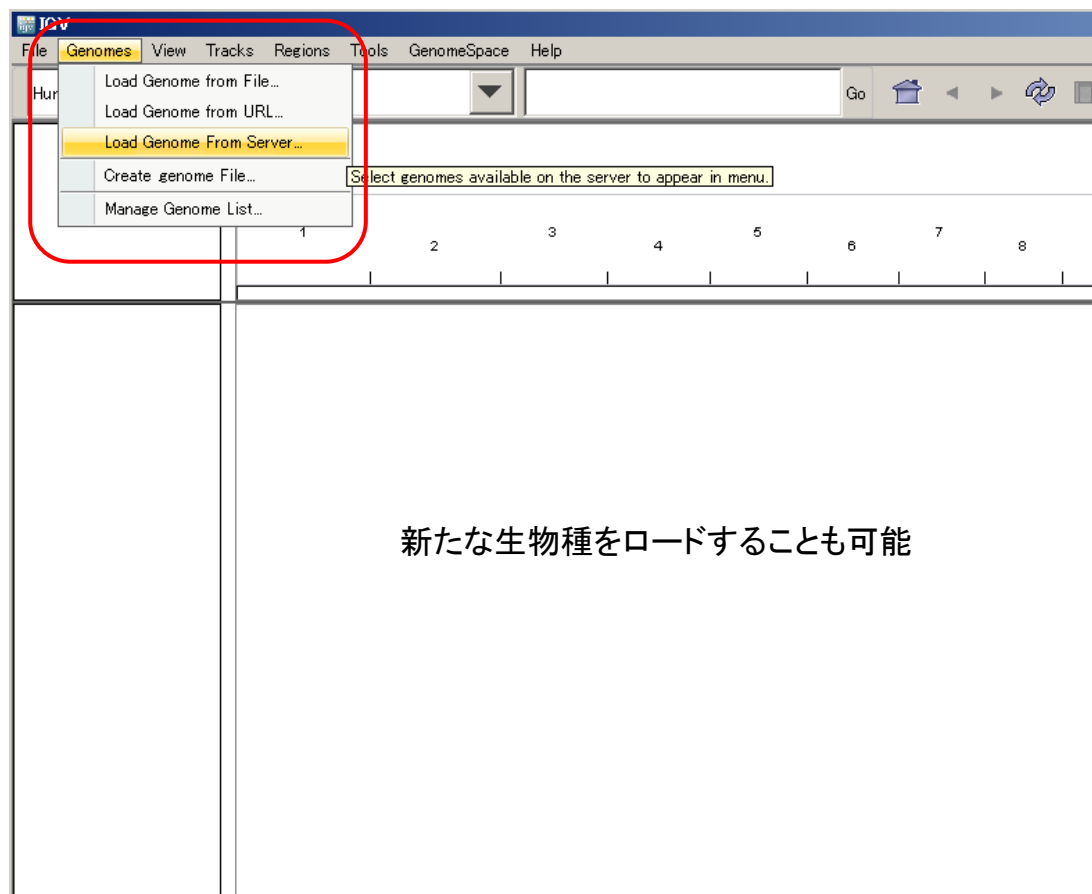 IGV
File Genomes View Tracks Regions Tools GenomeSpace Help
Load Genome from File...
Hur Go
Load Genome from URL...
Load Genome From Server...
Create genome File...
Select genomes available on the server to appear in menu.
Manage Genome List...
1 2 3 4 5 6 7 8
新たな生物種をロードすることも可能